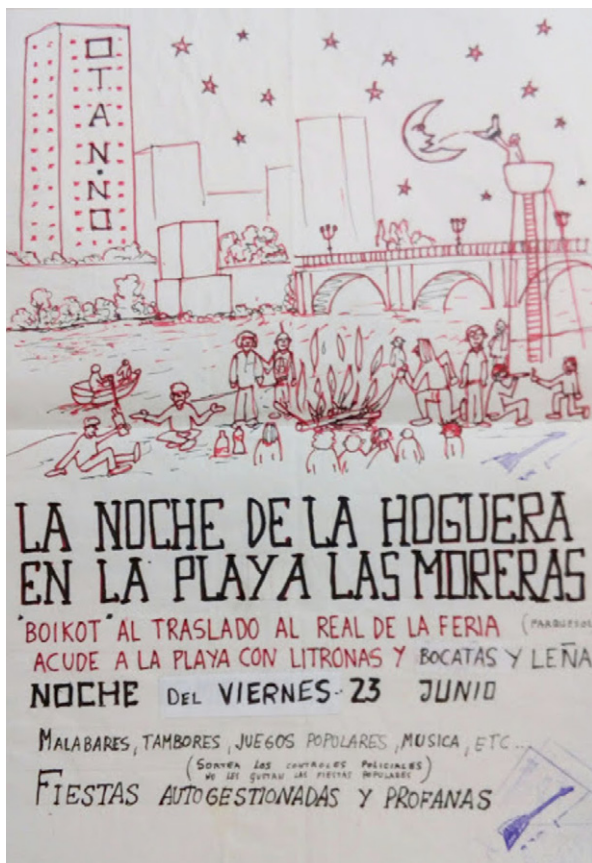 OTAN·NO
LA NOCHE DE LA HOGUERA
EN LA PLAYA LAS MORERAS
"BOIKOT" AL TRASLADO AL REAL DE LA FERIA (PARQUESOL
ACUDE A LA PLAYA CON LITRONAS Y BOCATAS Y LEÑA
NOCHE DEL VIERNES·· 23 JUNIO
MALABARES, TAMBORES, JUEGOS POPULARES, MUSICA, ETC...
(SORTEA LOS CONTROLES POLICIALES
NO LES GUSTAN LAS FIESTAS POPULARES)
FIESTAS AUTOGESTIONADAS Y PROFANAS